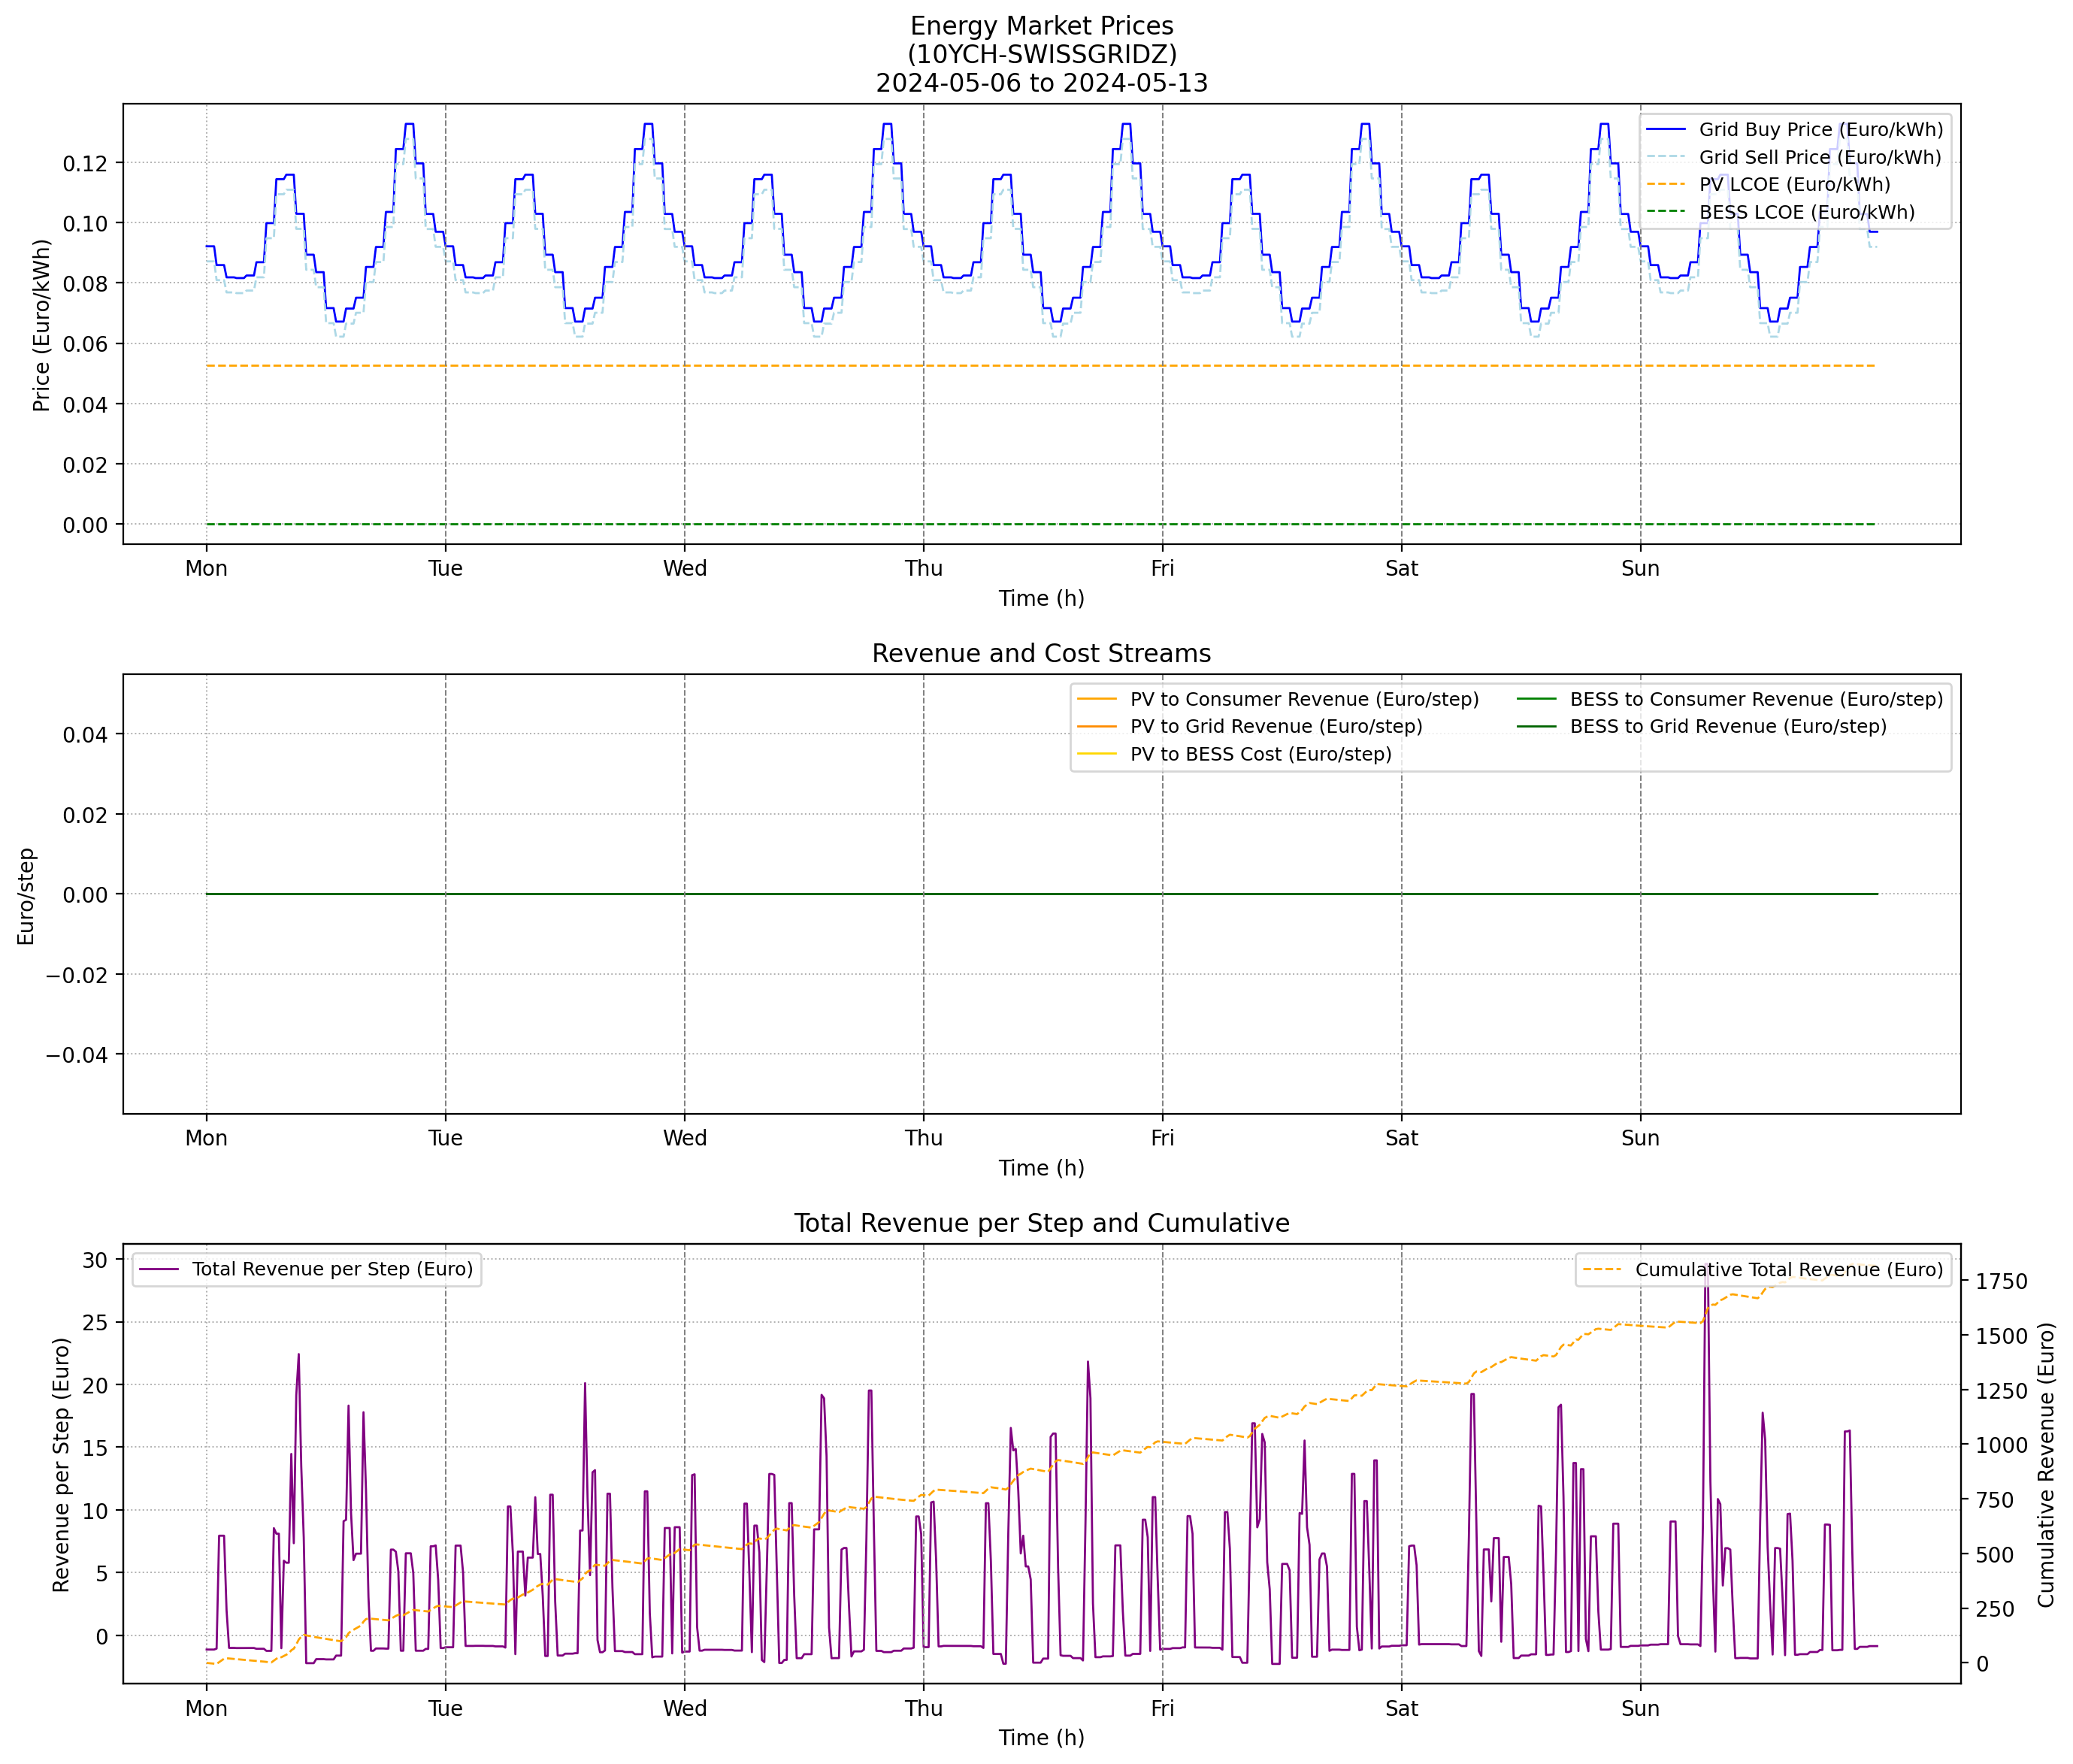 Energy Market Prices
(10YCH-SWISSGRIDZ)
2024-05-06 to 2024-05-13
Price (Euro/kWh)
0.12
0.10
0.08
0.06
0.04
0.02
0.00
Grid Buy Price (Euro/kWh)
Grid Sell Price (Euro/kWh)
PV LCOE (Euro/kWh)
BESS LCOE (Euro/kWh)
Mon Tue Wed Thu Fri Sat Sun
Time (h)
Revenue and Cost Streams
Euro/step
0.04
0.02
0.00
−0.02
−0.04
PV to Consumer Revenue (Euro/step)
PV to Grid Revenue (Euro/step)
PV to BESS Cost (Euro/step)
BESS to Consumer Revenue (Euro/step)
BESS to Grid Revenue (Euro/step)
Mon Tue Wed Thu Fri Sat Sun
Time (h)
Total Revenue per Step and Cumulative
Revenue per Step (Euro)
30
25
20
15
10
5
0
Total Revenue per Step (Euro)
Cumulative Total Revenue (Euro)
1750
1500
1250
1000
750
500
250
0
Cumulative Revenue (Euro)
Mon Tue Wed Thu Fri Sat Sun
Time (h)